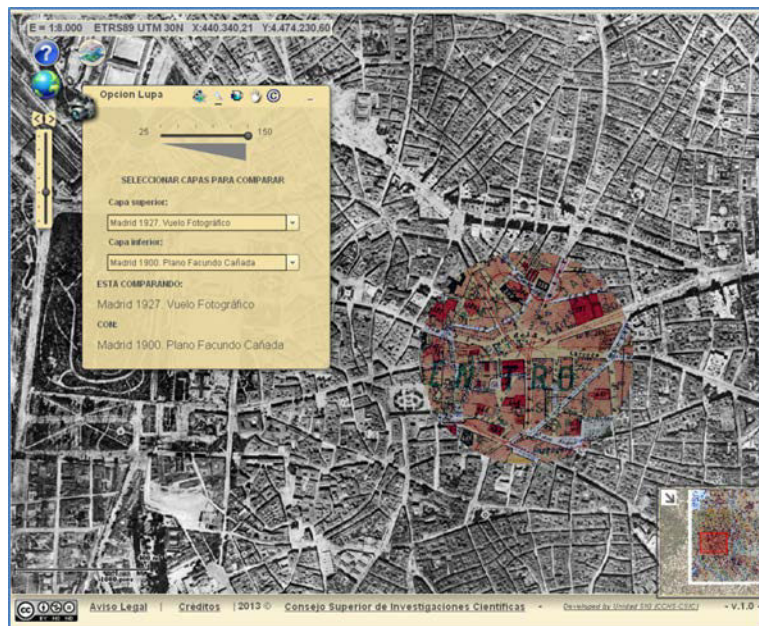 E = 1:8.000 ETRS89 UTM 30N X:440.340,21 Y:4.474.230,60
Opcion Lupa
25 150
SELECCIONAR CAPAS PARA COMPARAR
Capa superior:
Madrid 1927. Vuelo Fotográfico
Capa inferior:
Madrid 1900. Plano Facundo Cañada
ESTÁ COMPARANDO:
Madrid 1927. Vuelo Fotográfico
CON:
Madrid 1900. Plano Facundo Cañada
EN TRO
Aviso Legal | Créditos | 2013 © Consejo Superior de Investigaciones Científicas - Developed by Unidad SIG (CCHS-CSIC) - v.1.0 -